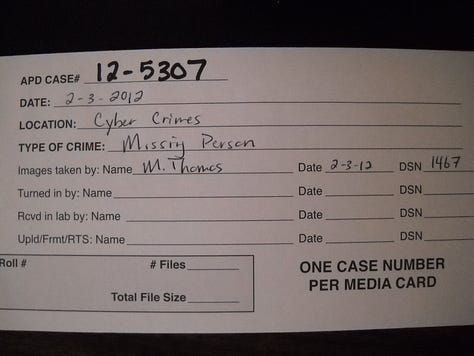 APD CASE# 12-5307
DATE: 2-3-2012
LOCATION: Cyber Crimes
TYPE OF CRIME: Missing Person
Images taken by: Name M. Thomas Date 2-3-12 DSN 1467
Turned in by: Name Date DSN
Rcvd in lab by: Name Date DSN
Upld/Frmt/RTS: Name Date DSN
Roll # # Files
Total File Size
ONE CASE NUMBER
PER MEDIA CARD